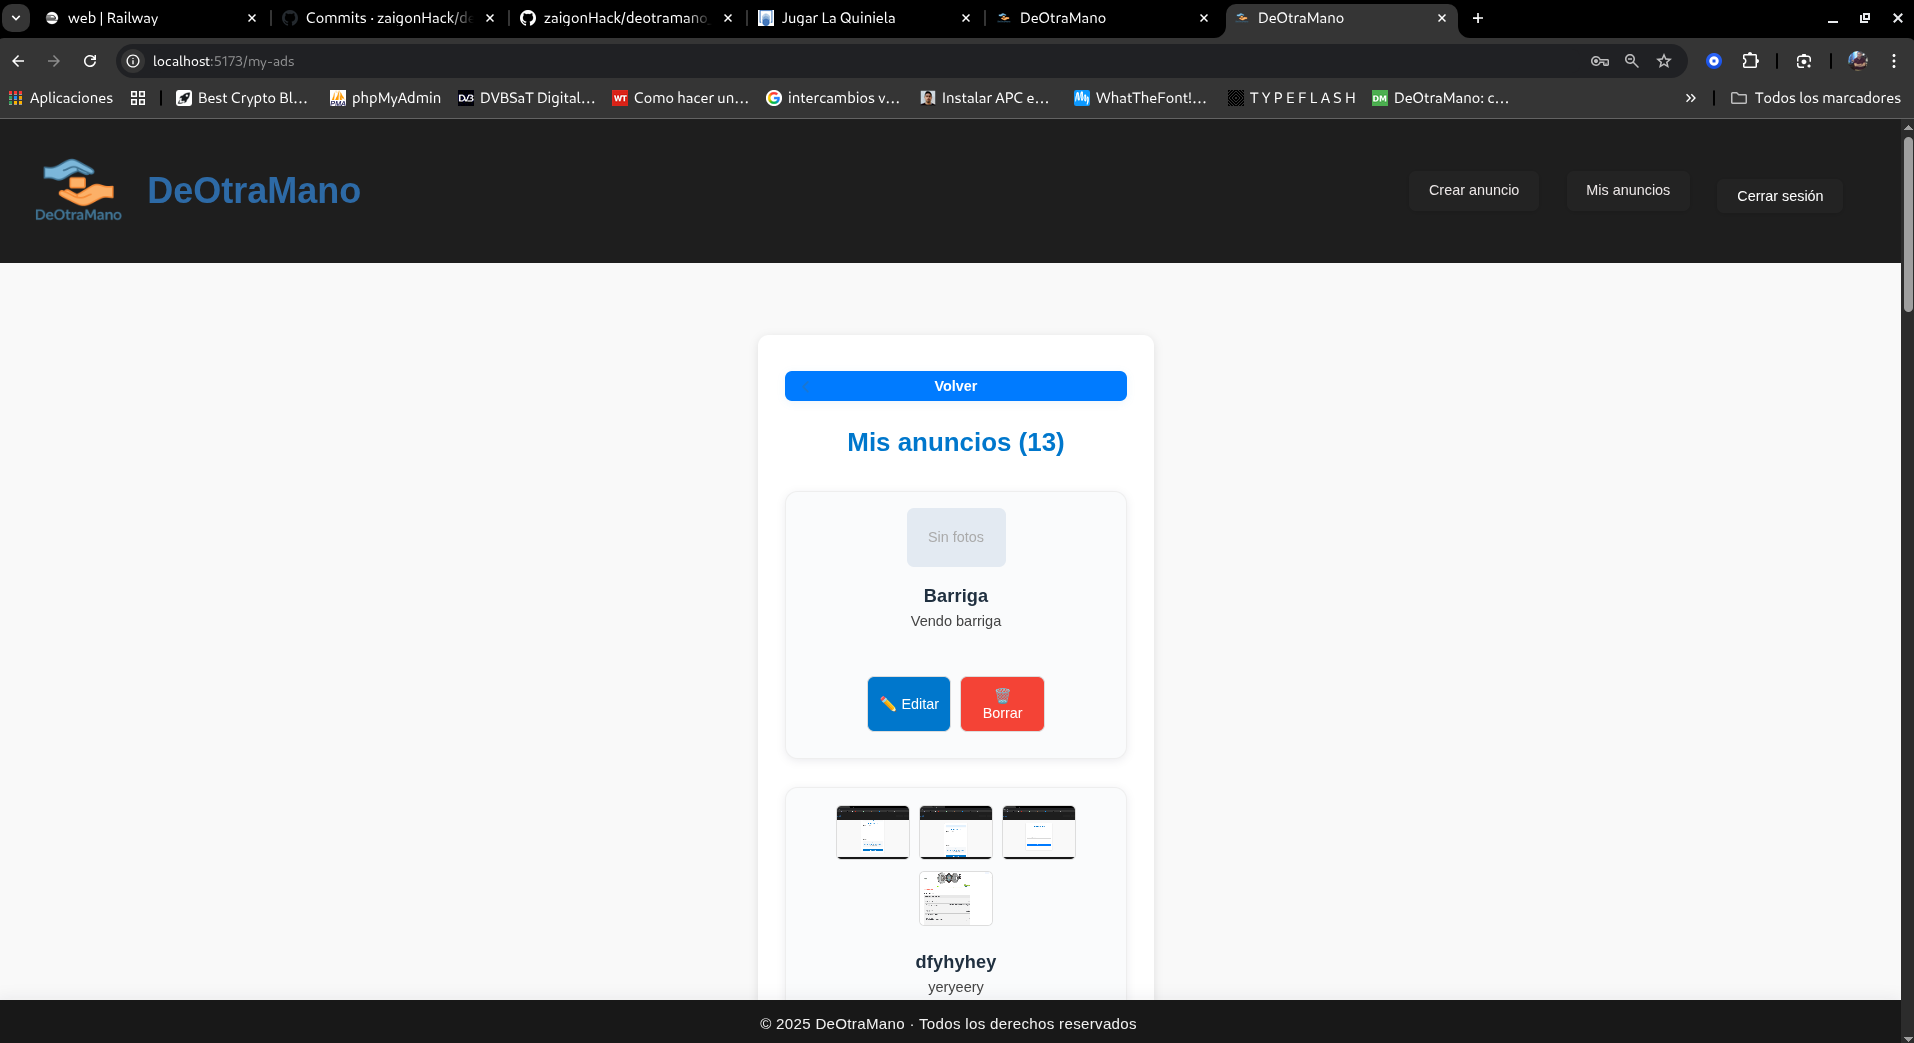 web | Railway
Commits · zaigonHack/de
zaigonHack/deotramano_
Jugar La Quiniela
DeOtraMano
DeOtraMano
localhost:5173/my-ads
Aplicaciones
Best Crypto Bl...
phpMyAdmin
DVBSaT Digital...
Como hacer un...
intercambios v...
Instalar APC e...
WhatTheFont!...
T Y P E F L A S H
DeOtraMano: c...
Todos los marcadores
DeOtraMano
DeOtraMano
Crear anuncio
Mis anuncios
Cerrar sesión
Volver
Mis anuncios (13)
Sin fotos
Barriga
Vendo barriga
Editar
Borrar
dfyhyhey
yeryeery
© 2025 DeOtraMano · Todos los derechos reservados